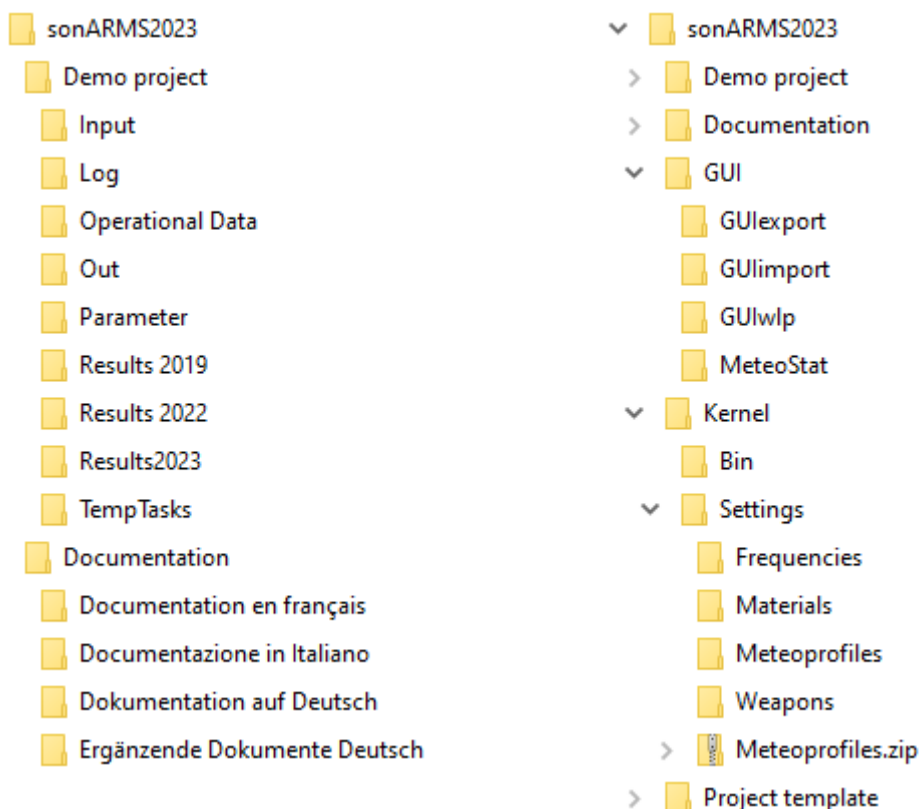 sonARMS2023
Demo project
Input
Log
Operational Data
Out
Parameter
Results 2019
Results 2022
Results2023
TempTasks
Documentation
Documentation en français
Documentazione in Italiano
Dokumentation auf Deutsch
Ergänzende Dokumente Deutsch
sonARMS2023
Demo project
Documentation
GUI
GUIexport
GUIimport
GUIwlp
MeteoStat
Kernel
Bin
Settings
Frequencies
Materials
Meteoprofiles
Weapons
Meteoprofiles.zip
Project template